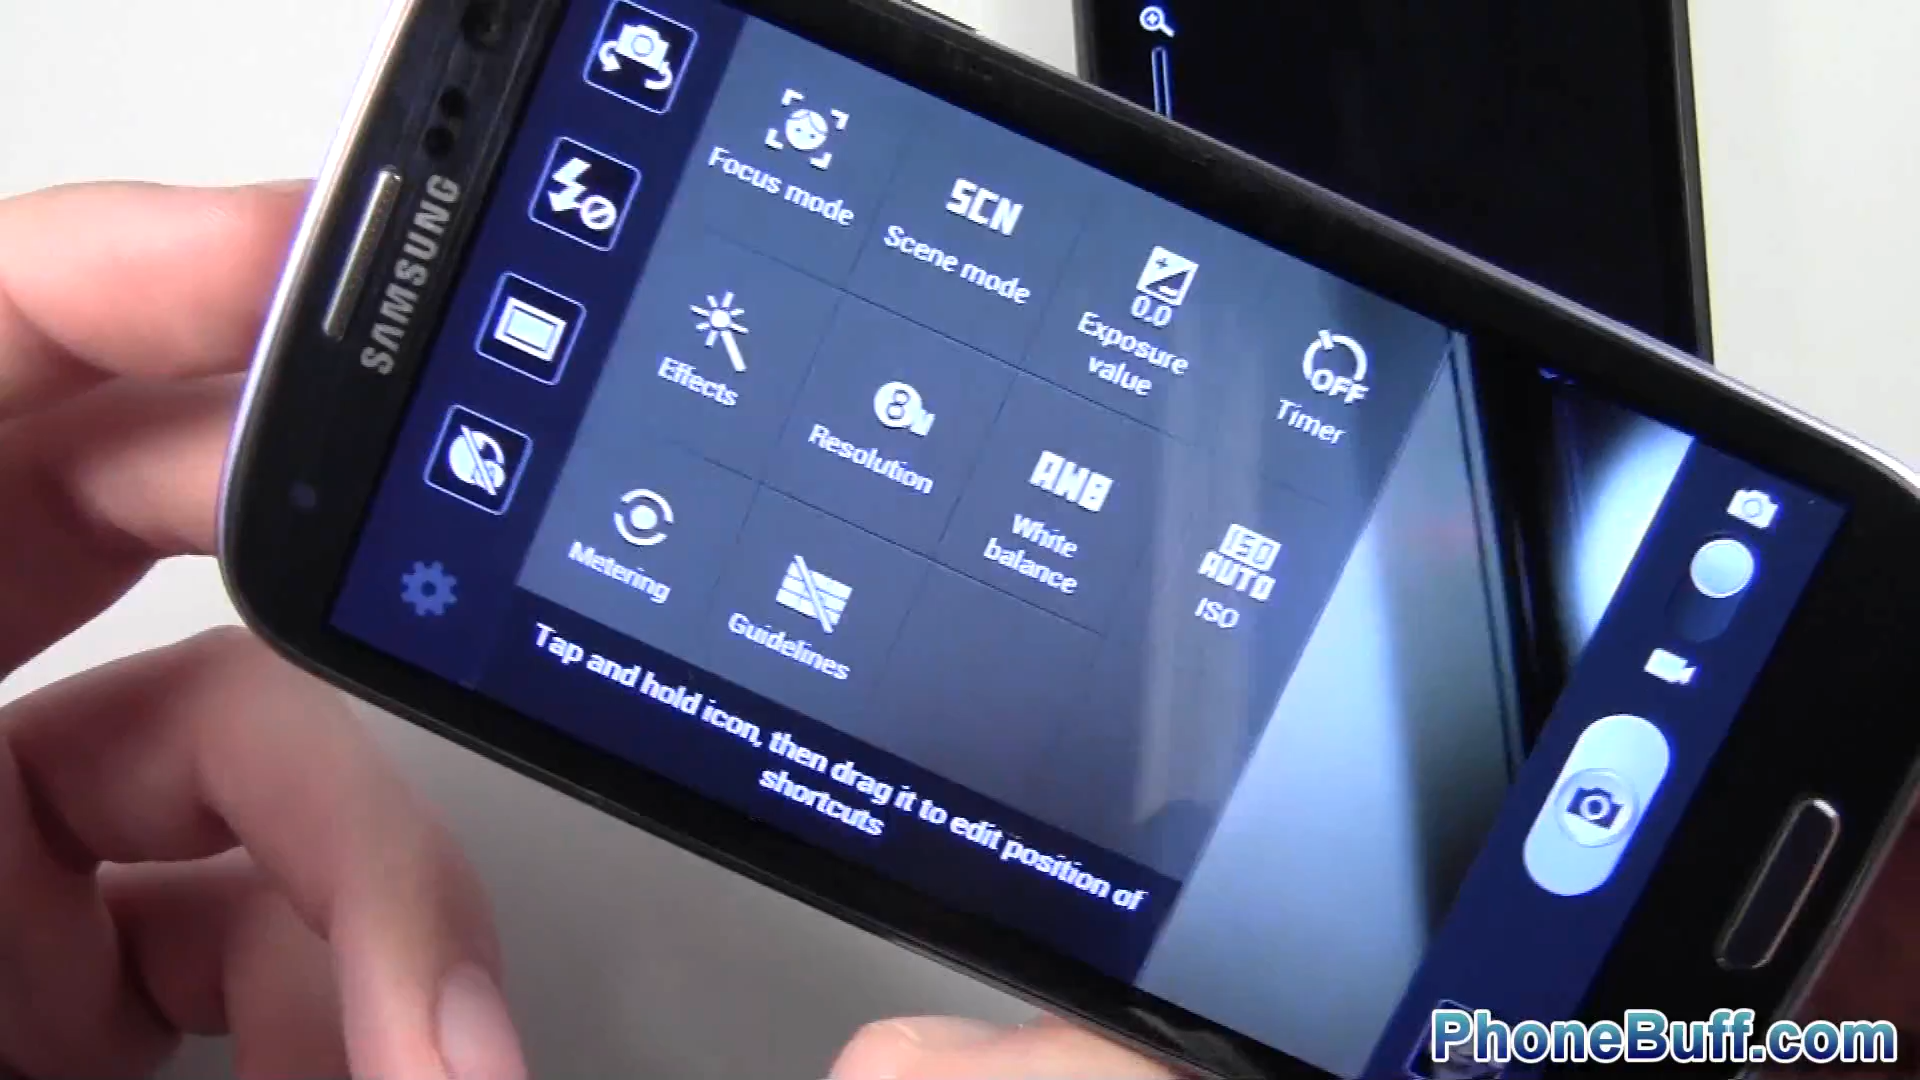 SAMSUNG
Focus mode
SCN
Scene mode
0.0
Exposure
value
OFF
Timer
Effects
8M
Resolution
AWB
White
balance
ISO
AUTO
ISO
Metering
Guidelines
Tap and hold icon, then drag it to edit position of
shortcuts
PhoneBuff.com